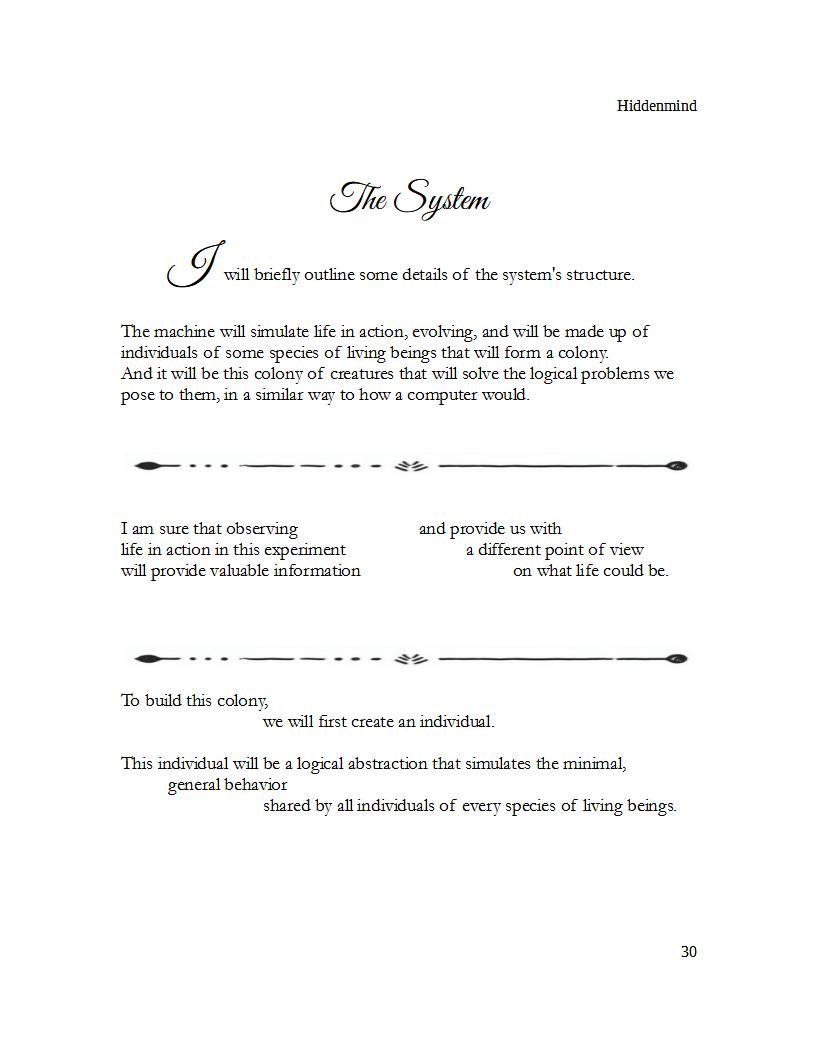 Hiddenmind
The System
I will briefly outline some details of the system's structure.
The machine will simulate life in action, evolving, and will be made up of
individuals of some species of living beings that will form a colony.
And it will be this colony of creatures that will solve the logical problems we
pose to them, in a similar way to how a computer would.
I am sure that observing
life in action in this experiment
will provide valuable information
and provide us with
a different point of view
on what life could be.
To build this colony,
we will first create an individual.
This individual will be a logical abstraction that simulates the minimal,
general behavior
shared by all individuals of every species of living beings.
30